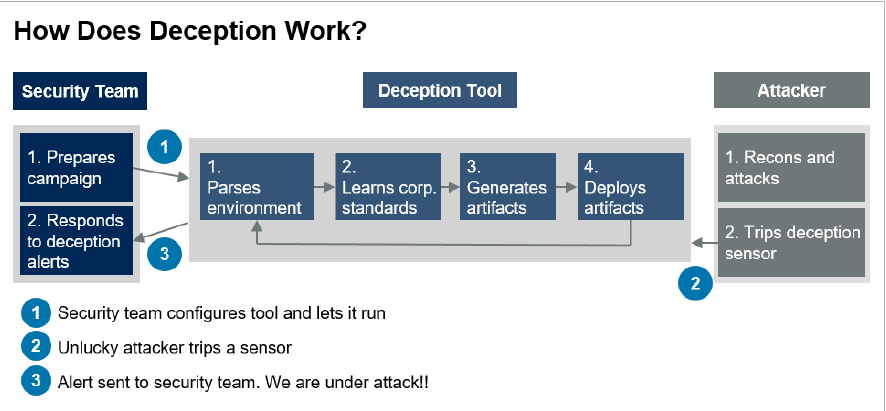 How Does Deception Work?
Security Team
Deception Tool
Attacker
1. Prepares
campaign
2. Responds
to deception
alerts
1
3
1.
Parses
environment
2.
Learns corp.
standards
3.
Generates
artifacts
4.
Deploys
artifacts
1. Recons and
attacks
2. Trips deception
sensor
2
1 Security team configures tool and lets it run
2 Unlucky attacker trips a sensor
3 Alert sent to security team. We are under attack!!